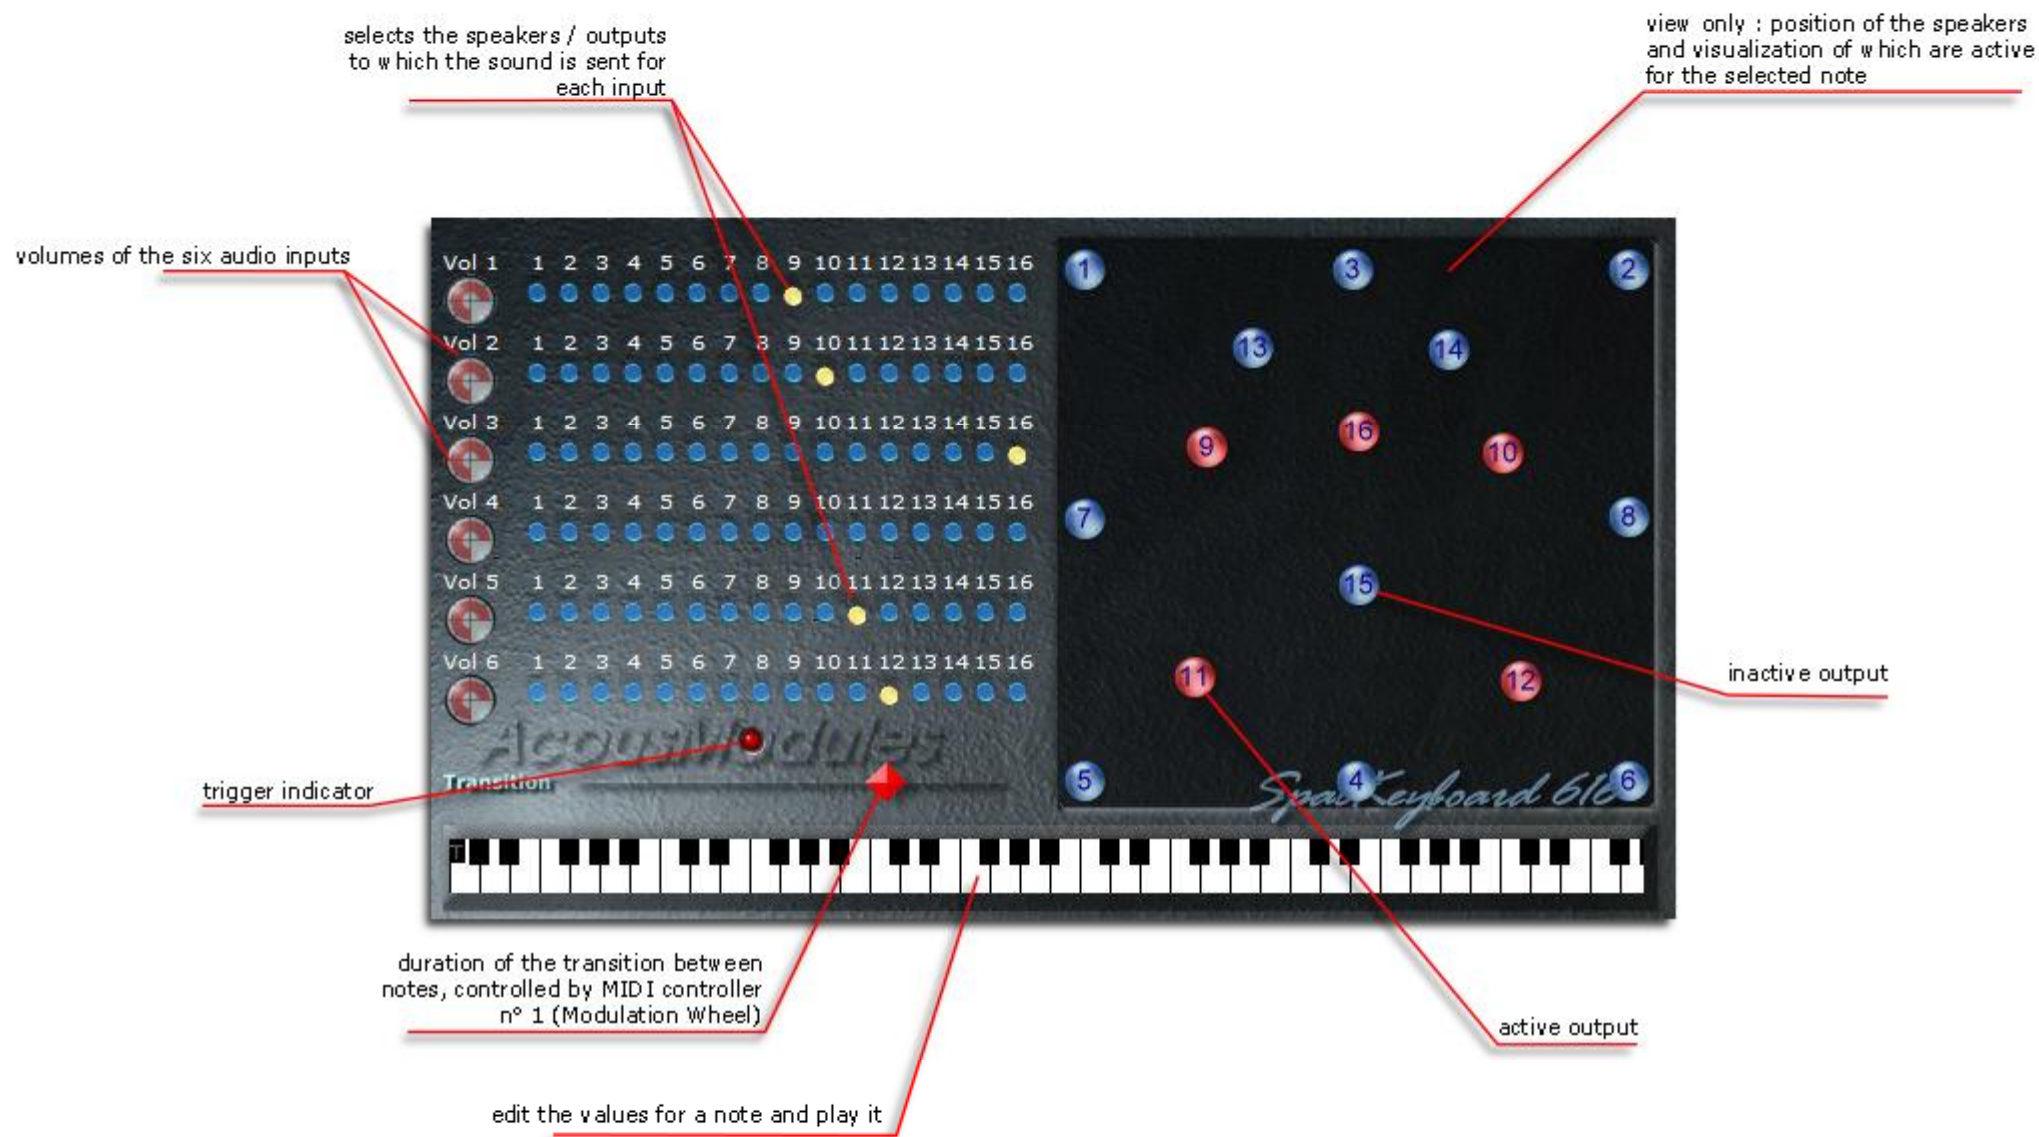 selects the speakers / outputs
to which the sound is sent for
each input
view only : position of the speakers
and visualization of which are active
for the selected note
volumes of the six audio inputs
Vol 1 1 2 3 4 5 6 7 8 9 10 11 12 13 14 15 16
Vol 2 1 2 3 4 5 6 7 8 9 10 11 12 13 14 15 16
Vol 3 1 2 3 4 5 6 7 8 9 10 11 12 13 14 15 16
Vol 4 1 2 3 4 5 6 7 8 9 10 11 12 13 14 15 16
Vol 5 1 2 3 4 5 6 7 8 9 10 11 12 13 14 15 16
Vol 6 1 2 3 4 5 6 7 8 9 10 11 12 13 14 15 16
AcousModules
Transition
1 3 2
13 14
9 16 10
7 8
15
11 12
5 4 6
SpacKeyboard 616
T
inactive output
trigger indicator
duration of the transition between
notes, controlled by MIDI controller
n° 1 (Modulation Wheel)
active output
edit the values for a note and play it